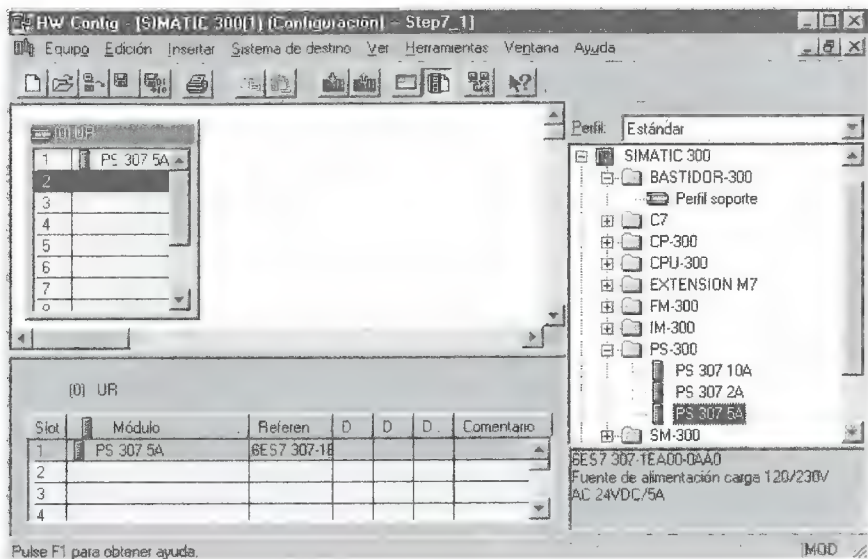 HW Config - [SIMATIC 300(1) (Configuración) - Step7_1]
Equipo Edición Insertar Sistema de destino Ver Herramientas Ventana Ayuda
(0) UR
1 PS 307 5A
2
3
4
5
6
7
Perfil: Estándar
SIMATIC 300
BASTIDOR-300
Perfil soporte
C7
CP-300
CPU-300
EXTENSION M7
FM-300
IM-300
PS-300
PS 307 10A
PS 307 2A
PS 307 5A
SM-300
(0) UR
Slot Módulo Referen D D D. Comentario
1 PS 307 5A 6ES7 307-1E
2
3
4
6ES7 307-1EA00-0AA0
Fuente de alimentación carga 120/230V
AC 24VDC/5A
Pulse F1 para obtener ayuda.
MOD